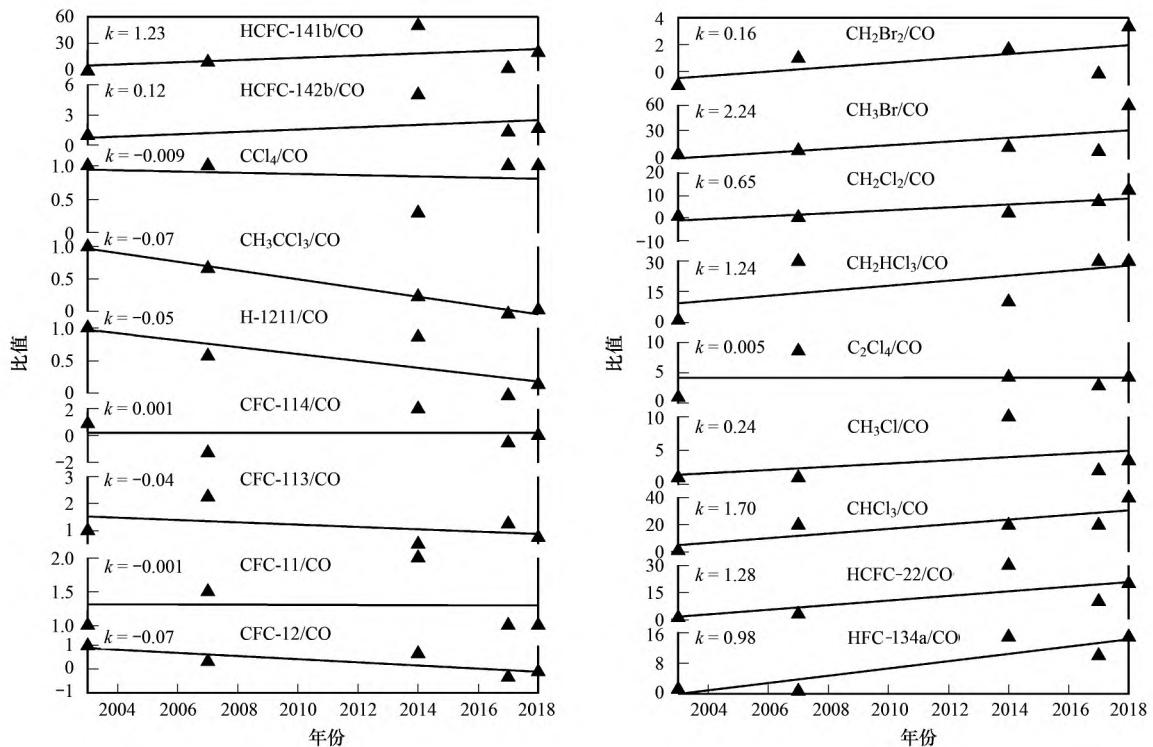 60
30
0
k = 1.23
HCFC-141b/CO
6
3
0
k = 0.12
HCFC-142b/CO
1.0
0.5
0
k = −0.009
CCl₄/CO
1.0
0.5
0
k = −0.07
CH₃CCl₃/CO
1.0
0.5
0
k = −0.05
H-1211/CO
2
0
−2
k = 0.001
CFC-114/CO
3
2
1
k = −0.04
CFC-113/CO
2.0
1.5
1.0
k = −0.001
CFC-11/CO
1
0
−1
k = −0.07
CFC-12/CO
2004 2006 2008 2010 2012 2014 2016 2018
年份
比值
4
2
0
k = 0.16
CH₂Br₂/CO
60
30
0
k = 2.24
CH₃Br/CO
20
10
0
−10
k = 0.65
CH₂Cl₂/CO
30
15
0
k = 1.24
CH₂HCl₃/CO
10
5
0
k = 0.005
C₂Cl₄/CO
10
5
0
k = 0.24
CH₃Cl/CO
40
20
0
k = 1.70
CHCl₃/CO
30
15
0
k = 1.28
HCFC-22/CO
16
8
0
k = 0.98
HFC-134a/CO
2004 2006 2008 2010 2012 2014 2016 2018
年份
比值